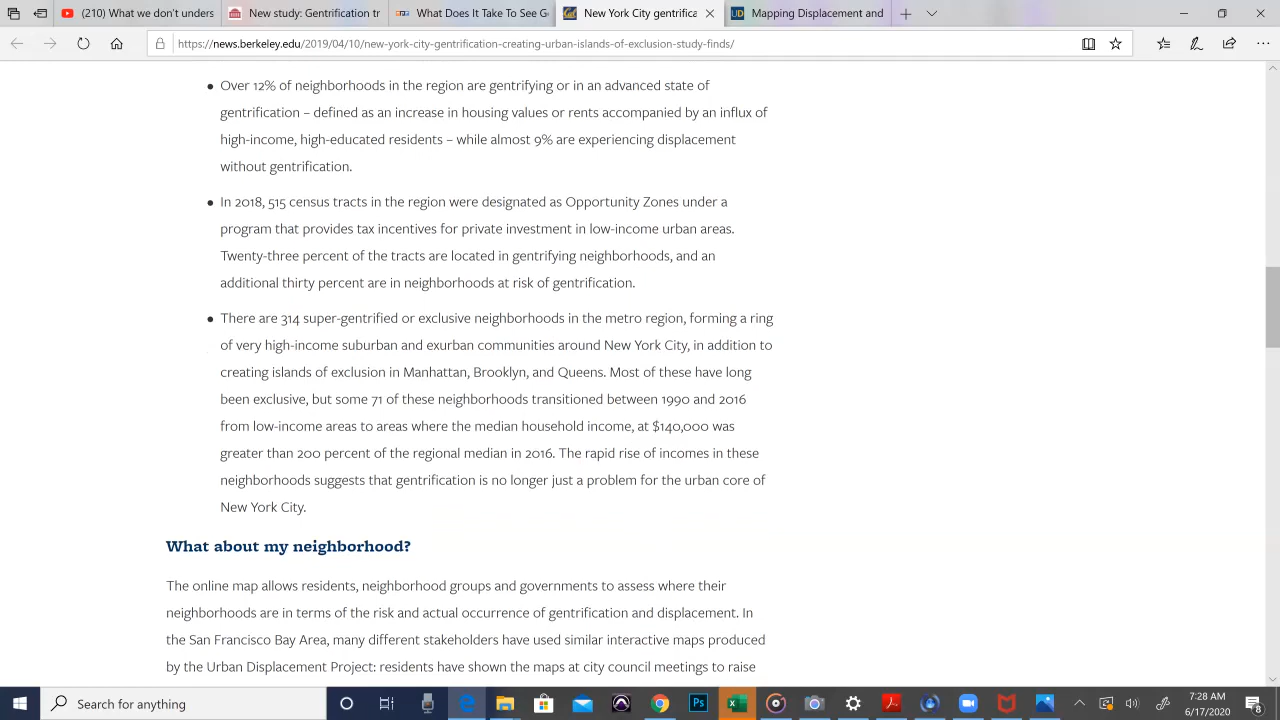 (210) What don't unders
New study: Gentrification tr
What Does It Take To See G
New York City gentrifica
Mapping Displacement and
https://news.berkeley.edu/2019/04/10/new-york-city-gentrification-creating-urban-islands-of-exclusion-study-finds/
• Over 12% of neighborhoods in the region are gentrifying or in an advanced state of
gentrification – defined as an increase in housing values or rents accompanied by an influx of
high-income, high-educated residents – while almost 9% are experiencing displacement
without gentrification.
• In 2018, 515 census tracts in the region were designated as Opportunity Zones under a
program that provides tax incentives for private investment in low-income urban areas.
Twenty-three percent of the tracts are located in gentrifying neighborhoods, and an
additional thirty percent are in neighborhoods at risk of gentrification.
• There are 314 super-gentrified or exclusive neighborhoods in the metro region, forming a ring
of very high-income suburban and exurban communities around New York City, in addition to
creating islands of exclusion in Manhattan, Brooklyn, and Queens. Most of these have long
been exclusive, but some 71 of these neighborhoods transitioned between 1990 and 2016
from low-income areas to areas where the median household income, at $140,000 was
greater than 200 percent of the regional median in 2016. The rapid rise of incomes in these
neighborhoods suggests that gentrification is no longer just a problem for the urban core of
New York City.
What about my neighborhood?
The online map allows residents, neighborhood groups and governments to assess where their
neighborhoods are in terms of the risk and actual occurrence of gentrification and displacement. In
the San Francisco Bay Area, many different stakeholders have used similar interactive maps produced
by the Urban Displacement Project: residents have shown the maps at city council meetings to raise
Search for anything
Ps
7:28 AM
6/17/2020
8